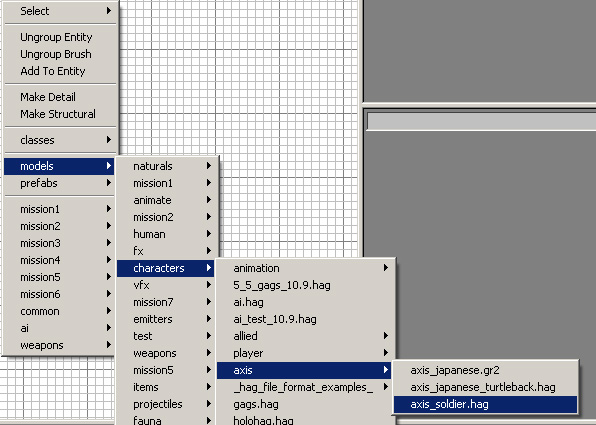 Select
Ungroup Entity
Ungroup Brush
Add To Entity
Make Detail
Make Structural
classes
models
prefabs
mission1
mission2
mission3
mission4
mission5
mission6
common
ai
weapons
naturals
mission1
animate
mission2
human
fx
characters
vfx
mission7
emitters
test
weapons
mission5
items
projectiles
fauna
animation
5_5_gags_10.9.hag
ai.hag
ai_test_10.9.hag
allied
player
axis
_hag_file_format_examples_
gags.hag
holohag.hag
axis_japanese.gr2
axis_japanese_turtleback.hag
axis_soldier.hag